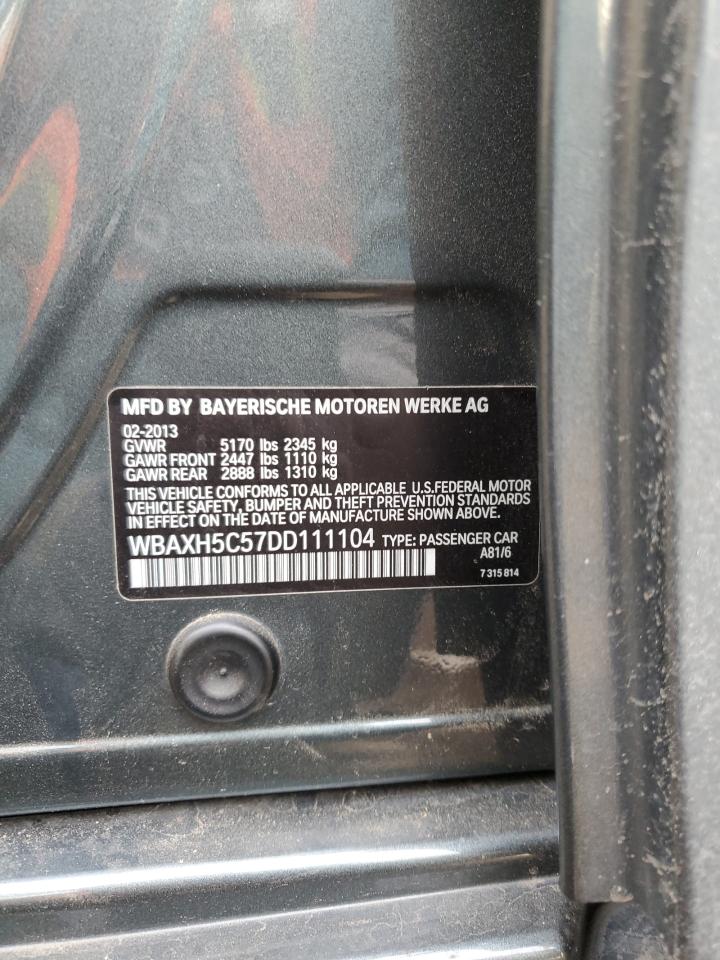 MFD BY BAYERISCHE MOTOREN WERKE AG
02-2013
GVWR 5170 lbs 2345 kg
GAWR FRONT 2447 lbs 1110 kg
GAWR REAR 2888 lbs 1310 kg
THIS VEHICLE CONFORMS TO ALL APPLICABLE U.S.FEDERAL MOTOR
VEHICLE SAFETY, BUMPER AND THEFT PREVENTION STANDARDS
IN EFFECT ON THE DATE OF MANUFACTURE SHOWN ABOVE.
WBAXH5C57DD111104 TYPE: PASSENGER CAR
A81/6
7 315 814